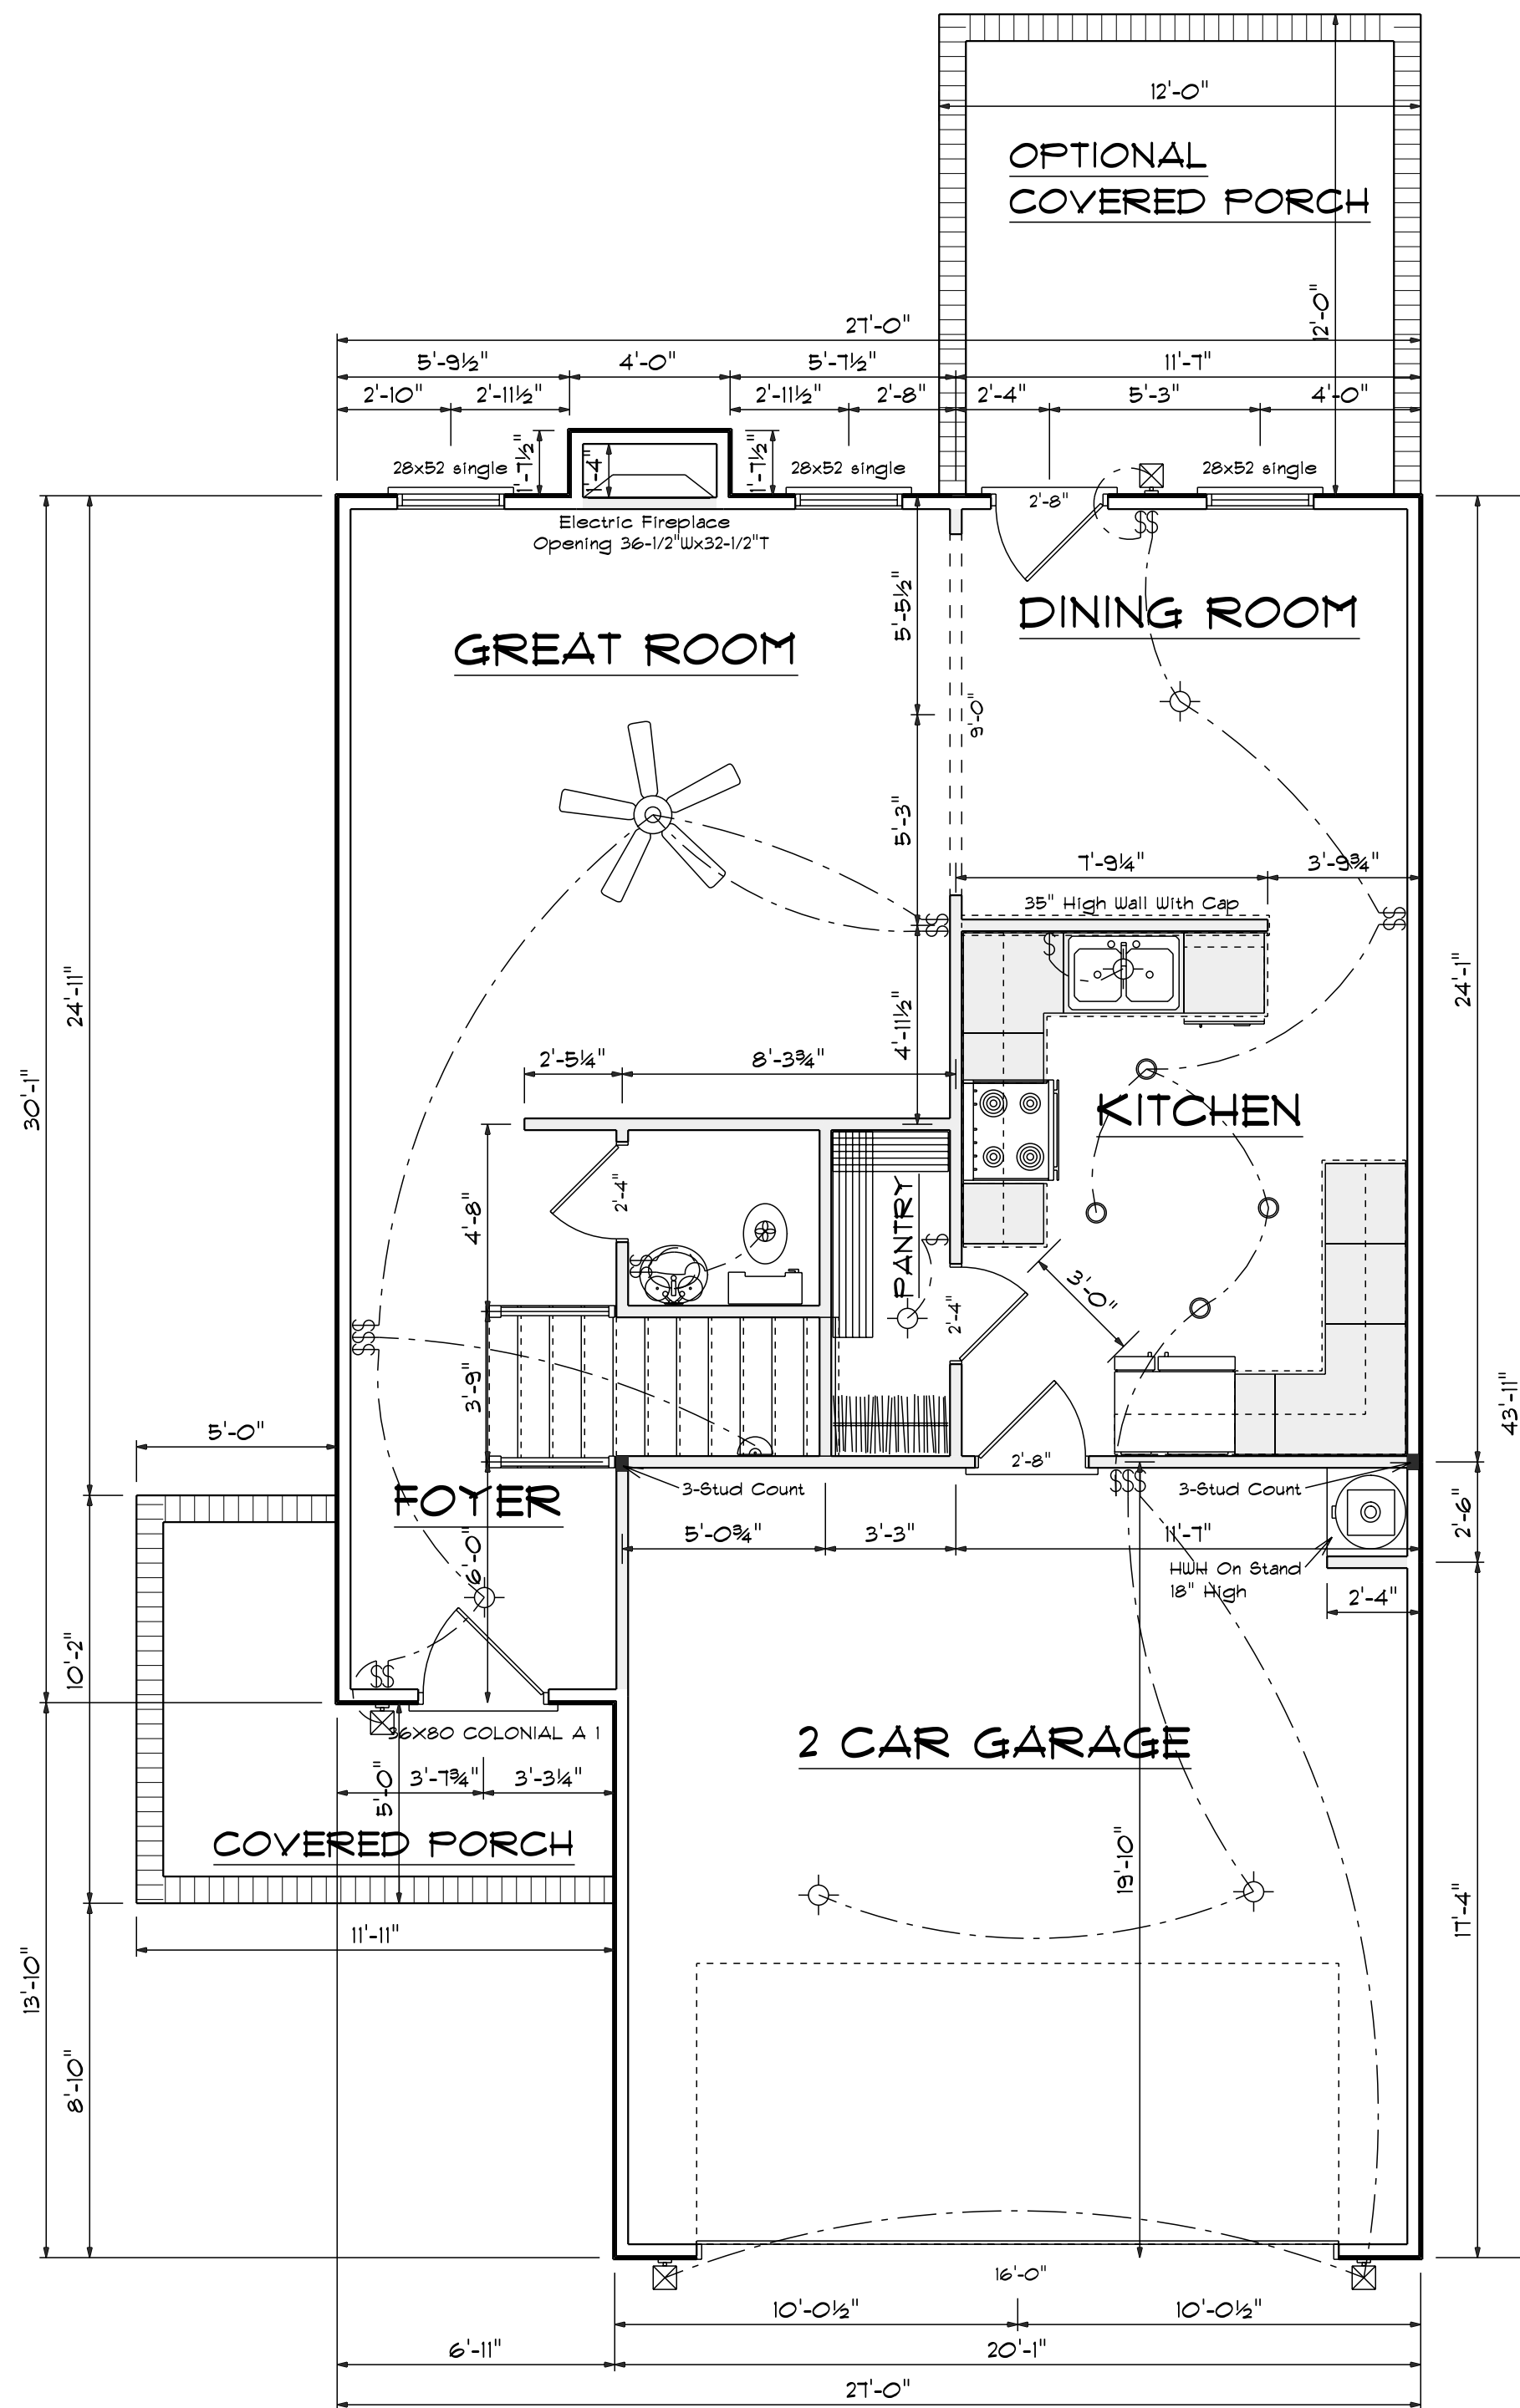 12'-0"
OPTIONAL
COVERED PORCH
12'-0"
27'-0"
5'-9½" 4'-0" 5'-7½" 11'-7"
2'-10" 2'-11½" 2'-11½" 2'-8" 2'-4" 5'-3" 4'-0"
1'-7½" 1'-4" 1'-7½"
28x52 single 28x52 single 28x52 single
2'-8"
SS
Electric Fireplace
Opening 36-1/2"Wx32-1/2"T
5'-5½"
DINING ROOM
GREAT ROOM
9'-0"
5'-3"
7'-9¼" 3'-9¾"
35" High Wall With Cap
SS
SS
S
24'-11"
24'-1"
4'-11½"
2'-5¼" 8'-3¾"
30'-1"
KITCHEN
4'-8"
2'-4"
PANTRY
S
SS
3'-0"
2'-4"
SSS
3'-9"
43'-11"
5'-0"
2'-8"
3-Stud Count
3-Stud Count
SSS
FOYER
2'-6"
5'-0¾" 3'-3" 11'-7"
6'-0"
HWH On Stand
18" High
2'-4"
10'-2"
SS
36X80 COLONIAL A 1
2 CAR GARAGE
3'-7¾" 3'-3¼"
5'-0"
COVERED PORCH
19'-10"
17'-4"
11'-11"
13'-10"
8'-10"
16'-0"
10'-0½" 10'-0½"
6'-11" 20'-1"
27'-0"